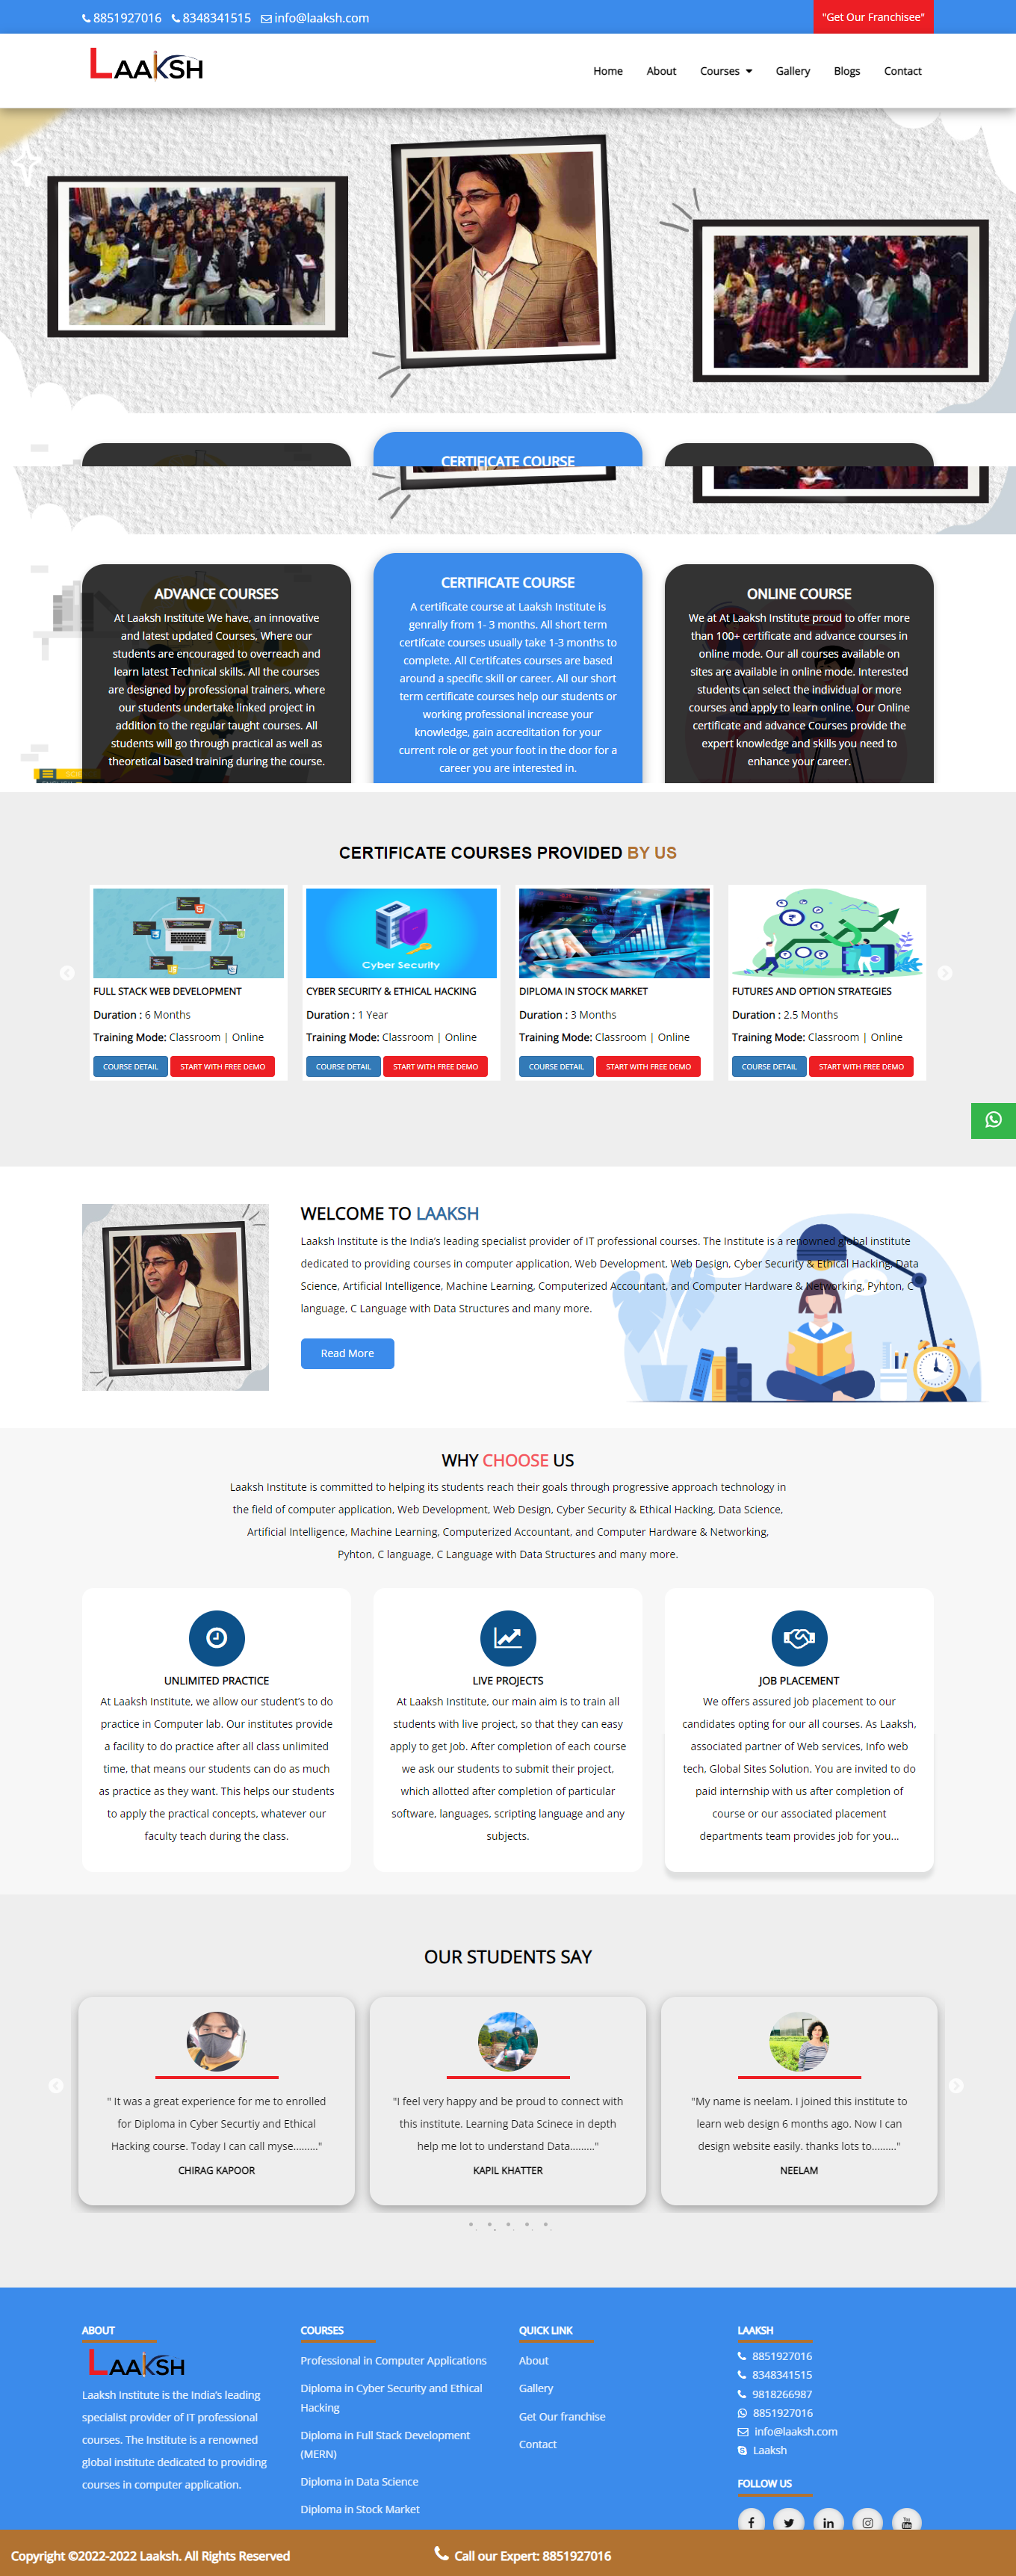 8851927016 8348341515 info@laaksh.com "Get Our Franchisee"
LAAKSH
Home About Courses Gallery Blogs Contact
CERTIFICATE COURSE
ADVANCE COURSES
At Laaksh Institute We have, an innovative
and latest updated Courses, Where our
students are encouraged to overreach and
learn latest Technical skills. All the courses
are designed by professional trainers, where
our students undertake linked project in
addition to the regular taught courses. All
students will go through practical as well as
theoretical based training during the course.
CERTIFICATE COURSE
A certificate course at Laaksh Institute is
genrally from 1- 3 months. All short term
certifcate courses usually take 1-3 months to
complete. All Certifcates courses are based
around a specific skill or career. All our short
term certificate courses help our students or
working professional increase your
knowledge, gain accreditation for your
current role or get your foot in the door for a
career you are interested in.
ONLINE COURSE
We at At Laaksh Institute proud to offer more
than 100+ certificate and advance courses in
online mode. Our all courses available on
sites are available in online mode. Interested
students can select the individual or more
courses and apply to learn online. Our Online
certificate and advance Courses provide the
expert knowledge and skills you need to
enhance your career.
CERTIFICATE COURSES PROVIDED BY US
FULL STACK WEB DEVELOPMENT
Duration : 6 Months
Training Mode: Classroom | Online
COURSE DETAIL START WITH FREE DEMO
Cyber Security
CYBER SECURITY & ETHICAL HACKING
Duration : 1 Year
Training Mode: Classroom | Online
COURSE DETAIL START WITH FREE DEMO
DIPLOMA IN STOCK MARKET
Duration : 3 Months
Training Mode: Classroom | Online
COURSE DETAIL START WITH FREE DEMO
FUTURES AND OPTION STRATEGIES
Duration : 2.5 Months
Training Mode: Classroom | Online
COURSE DETAIL START WITH FREE DEMO
WELCOME TO LAAKSH
Laaksh Institute is the India's leading specialist provider of IT professional courses. The Institute is a renowned global institute
dedicated to providing courses in computer application, Web Development, Web Design, Cyber Security & Ethical Hacking, Data
Science, Artificial Intelligence, Machine Learning, Computerized Accountant, and Computer Hardware & Networking, Pyhton, C
language, C Language with Data Structures and many more.
Read More
WHY CHOOSE US
Laaksh Institute is committed to helping its students reach their goals through progressive approach technology in
the field of computer application, Web Development, Web Design, Cyber Security & Ethical Hacking, Data Science,
Artificial Intelligence, Machine Learning, Computerized Accountant, and Computer Hardware & Networking,
Pyhton, C language, C Language with Data Structures and many more.
UNLIMITED PRACTICE
At Laaksh Institute, we allow our student's to do
practice in Computer lab. Our institutes provide
a facility to do practice after all class unlimited
time, that means our students can do as much
as practice as they want. This helps our students
to apply the practical concepts, whatever our
faculty teach during the class.
LIVE PROJECTS
At Laaksh Institute, our main aim is to train all
students with live project, so that they can easy
apply to get Job. After completion of each course
we ask our students to submit their project,
which allotted after completion of particular
software, languages, scripting language and any
subjects.
JOB PLACEMENT
We offers assured job placement to our
candidates opting for our all courses. As Laaksh,
associated partner of Web services, Info web
tech, Global Sites Solution. You are invited to do
paid internship with us after completion of
course or our associated placement
departments team provides job for you...
OUR STUDENTS SAY
" It was a great experience for me to enrolled
for Diploma in Cyber Securtiy and Ethical
Hacking course. Today I can call myse........."
CHIRAG KAPOOR
"I feel very happy and be proud to connect with
this institute. Learning Data Scinece in depth
help me lot to understand Data........."
KAPIL KHATTER
"My name is neelam. I joined this institute to
learn web design 6 months ago. Now I can
design website easily. thanks lots to........."
NEELAM
ABOUT
LAAKSH
Laaksh Institute is the India's leading
specialist provider of IT professional
courses. The Institute is a renowned
global institute dedicated to providing
courses in computer application.
COURSES
Professional in Computer Applications
Diploma in Cyber Security and Ethical
Hacking
Diploma in Full Stack Development
(MERN)
Diploma in Data Science
Diploma in Stock Market
QUICK LINK
About
Gallery
Get Our franchise
Contact
LAAKSH
8851927016
8348341515
9818266987
8851927016
info@laaksh.com
Laaksh
FOLLOW US
Copyright ©2022-2022 Laaksh. All Rights Reserved Call our Expert: 8851927016